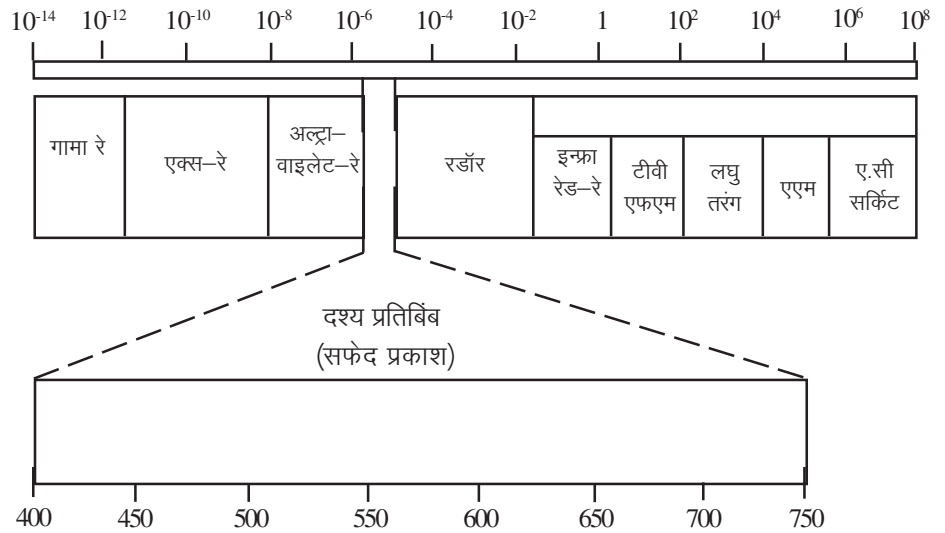 10-14 10-12 10-10 10-8 10-6 10-4 10-2 1 102 104 106 108
गामा रे
एक्स–रे
अल्ट्रा–
वाइलेट–रे
रडॉर
इन्फ्रा
रेड–रे
टीवी
एफएम
लघु
तरंग
एएम
ए.सी
सर्किट
दश्य प्रतिबिंब
(सफेद प्रकाश)
400 450 500 550 600 650 700 750